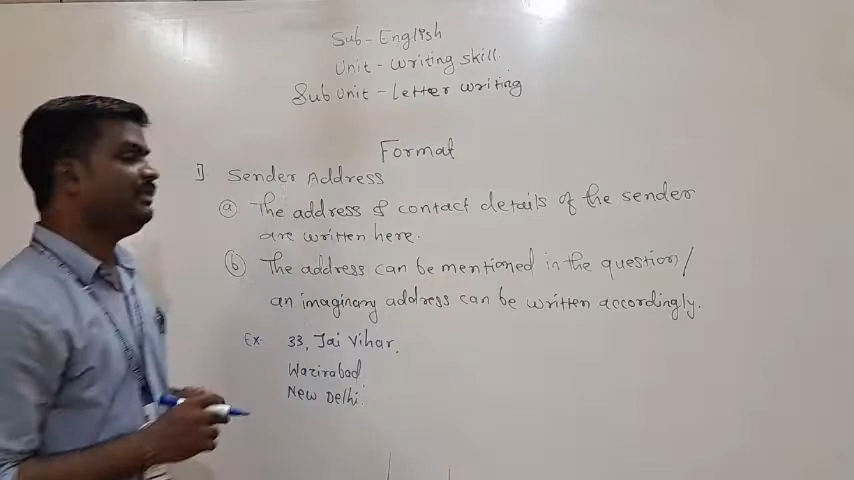 Sub- English
Unit - Writing skill.
Sub Unit - Letter writing
Format
1] Sender Address
(a) The address & contact details of the sender
are written here.
(b) The address can be mentioned in the question/
an imaginary address can be written accordingly.
Ex. 33, Jai Vihar.
Wazirabad
New Delhi.